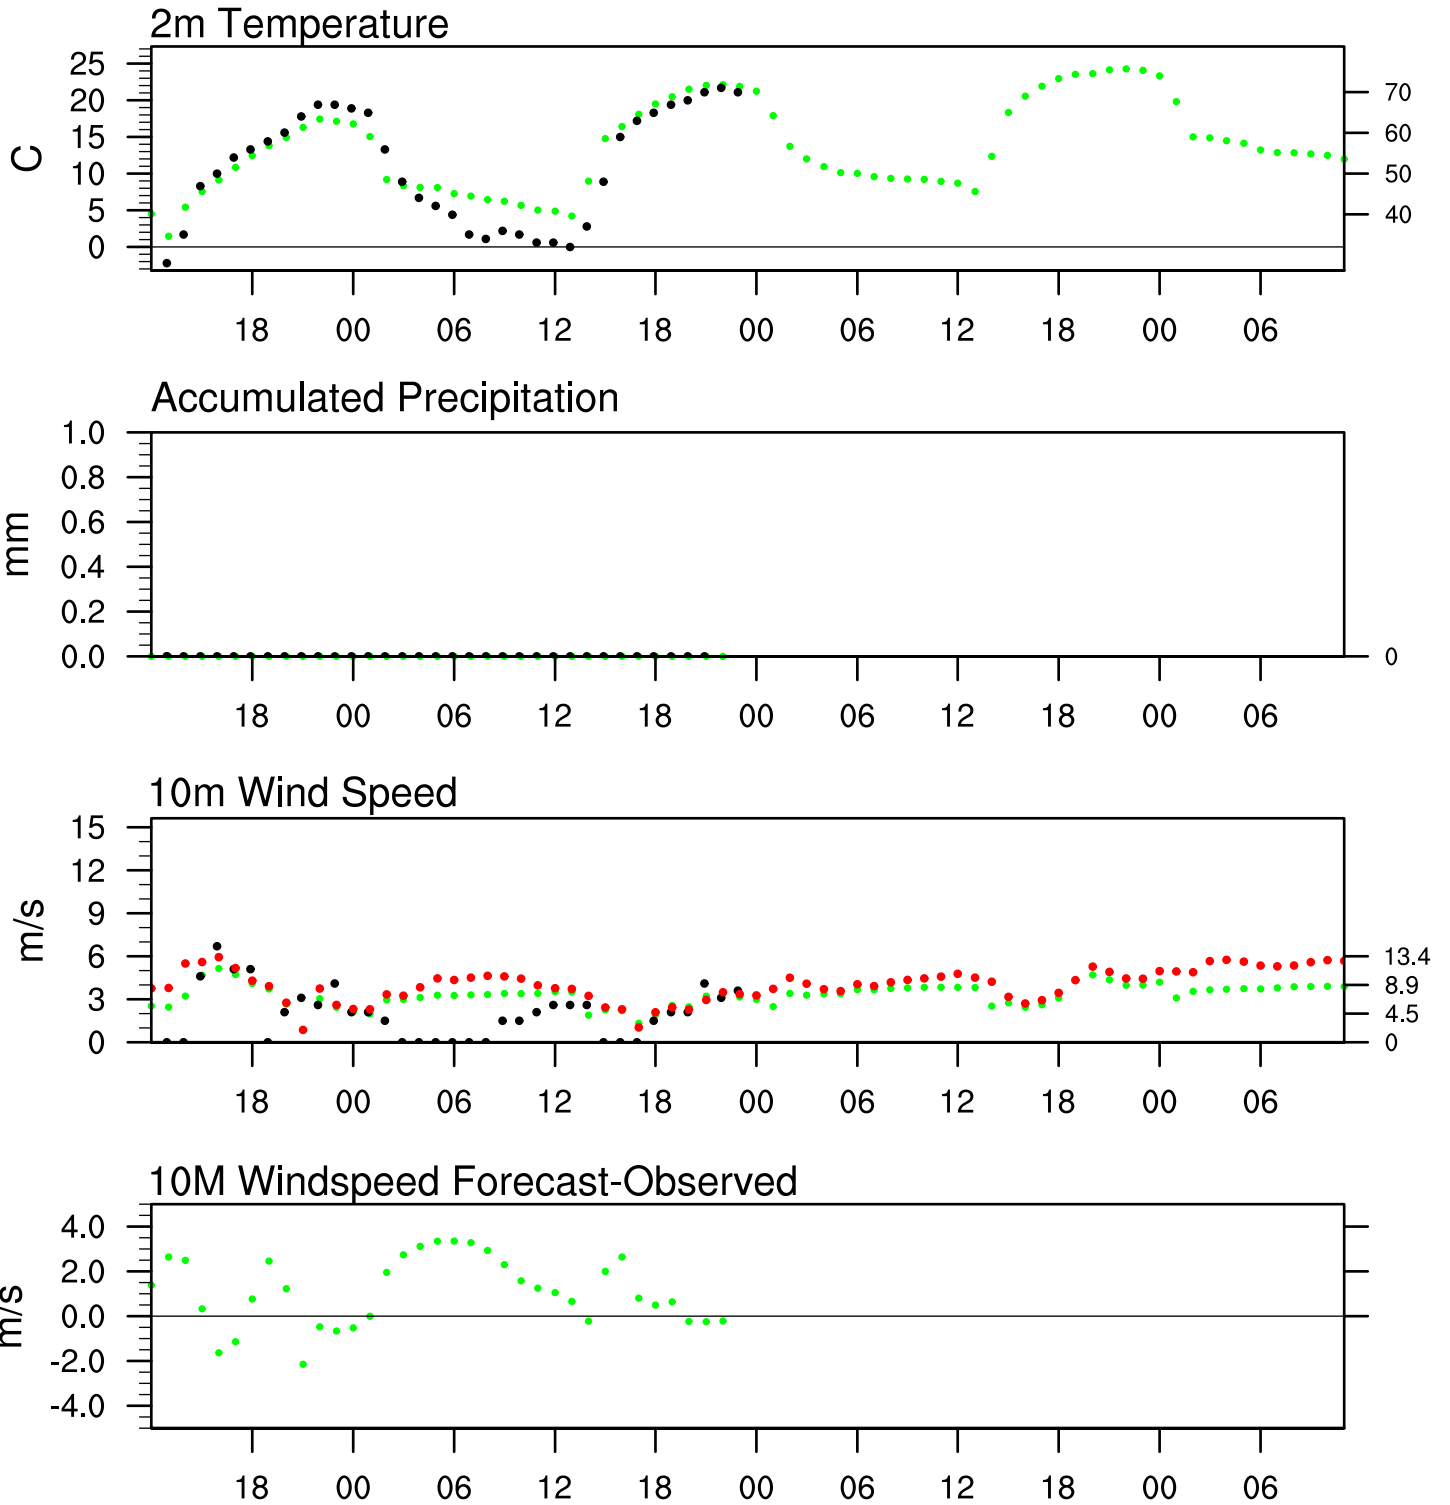 2m Temperature
25
20
15
10
5
0
C
70
60
50
40
18 00 06 12 18 00 06 12 18 00 06
Accumulated Precipitation
1.0
0.8
0.6
0.4
0.2
0.0
mm
0
18 00 06 12 18 00 06 12 18 00 06
10m Wind Speed
15
12
9
6
3
0
m/s
13.4
8.9
4.5
0
18 00 06 12 18 00 06 12 18 00 06
10M Windspeed Forecast-Observed
4.0
2.0
0.0
-2.0
-4.0
m/s
18 00 06 12 18 00 06 12 18 00 06